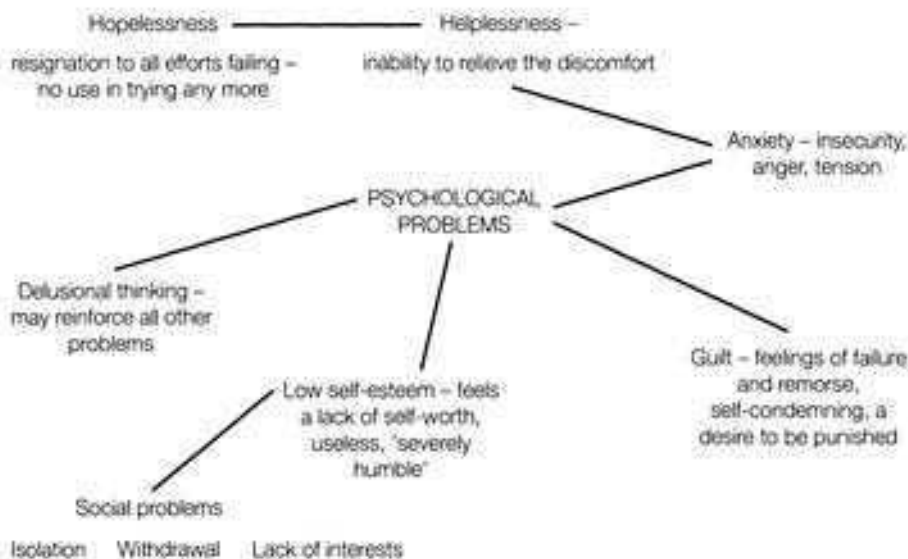 Hopelessness
Helplessness –
resignation to all efforts failing –
no use in trying any more
inability to relieve the discomfort
Anxiety – insecurity,
anger, tension
PSYCHOLOGICAL
PROBLEMS
Delusional thinking –
may reinforce all other
problems
Low self-esteem – feels
a lack of self-worth,
useless, 'severely
humble'
Guilt – feelings of failure
and remorse,
self-condemning, a
desire to be punished
Social problems
Isolation Withdrawal Lack of interests